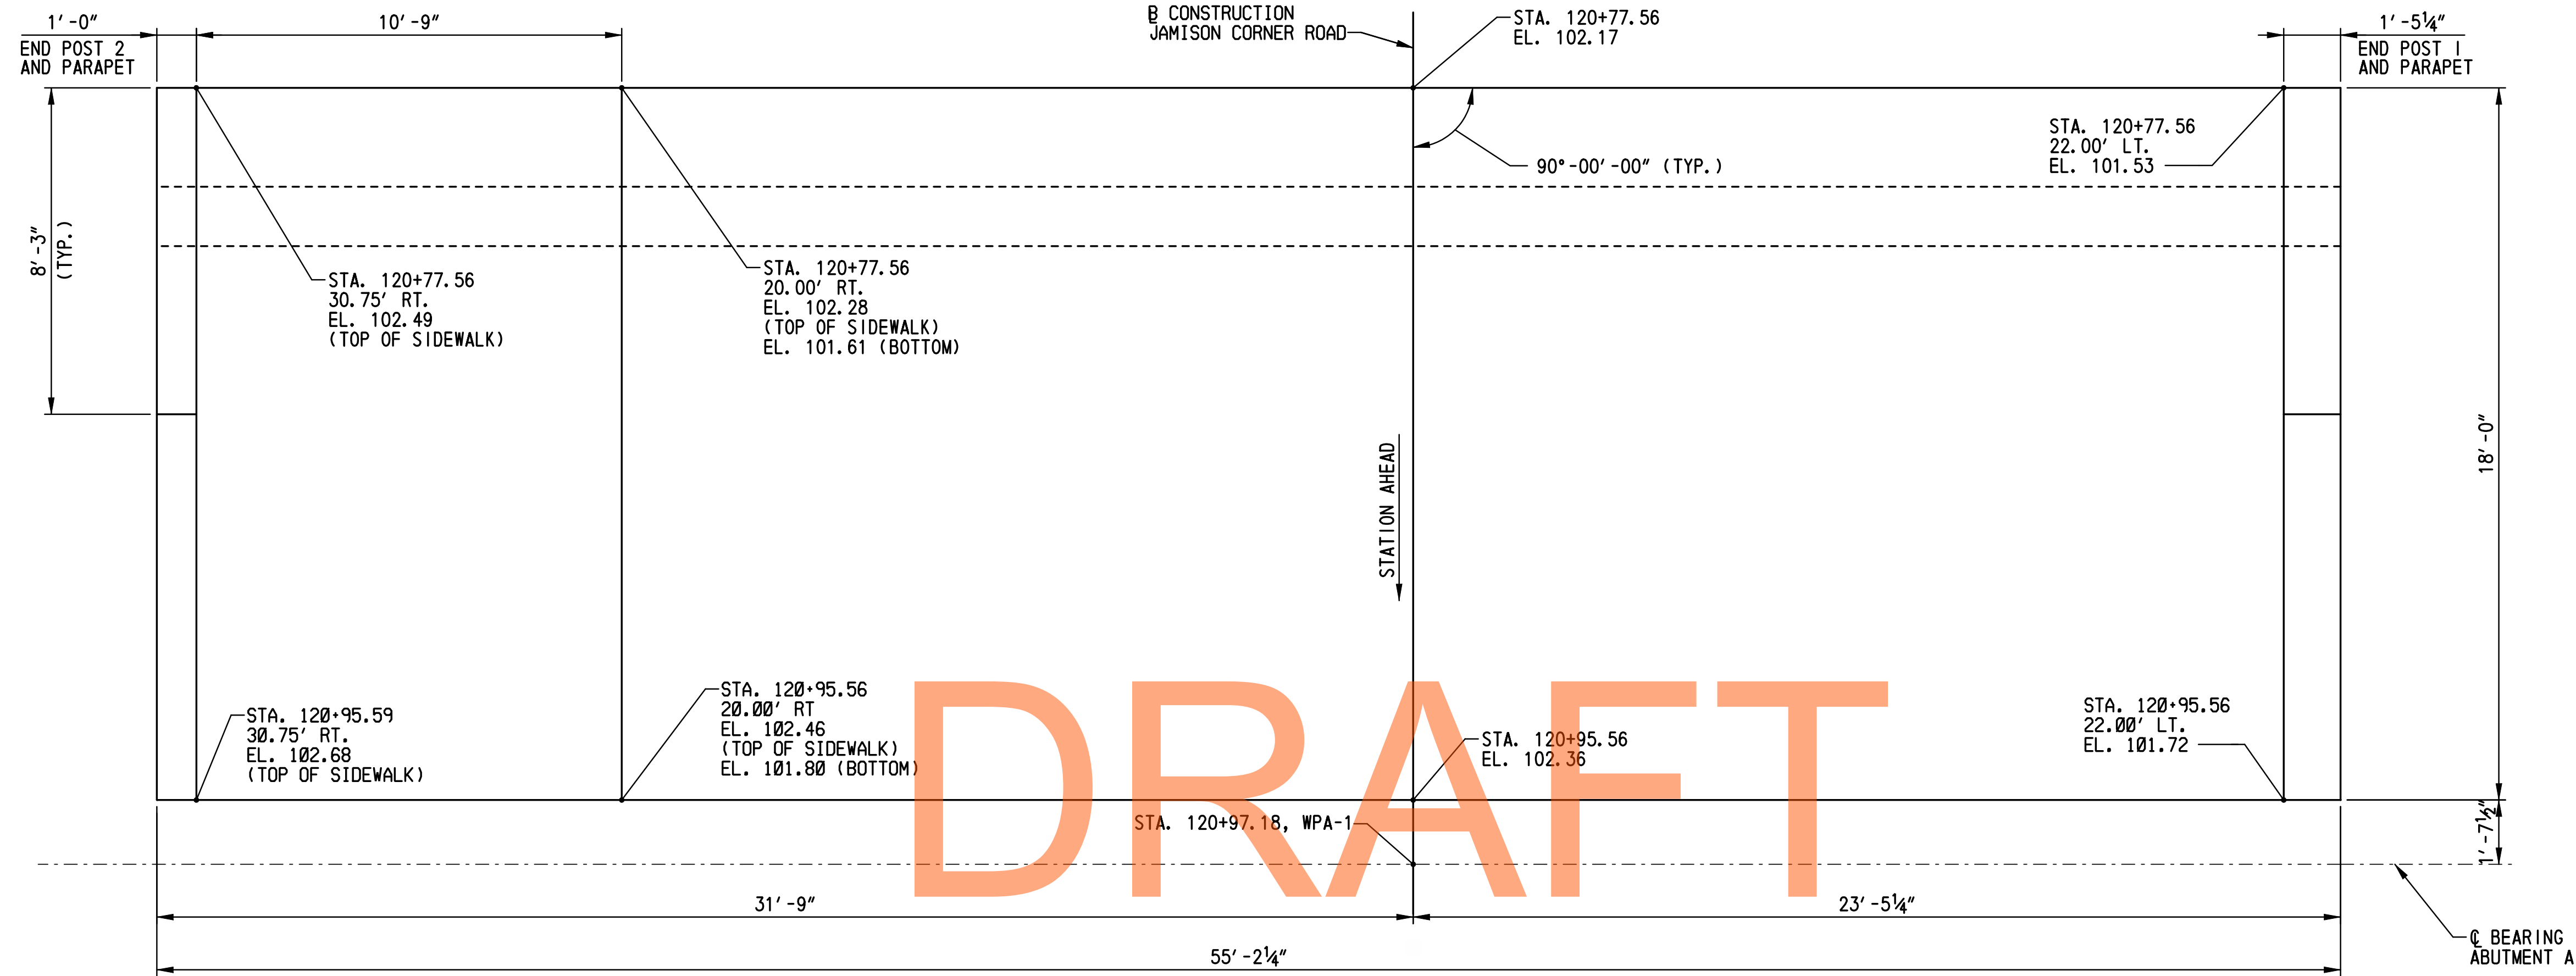 1'-0"
END POST 2
AND PARAPET
10'-9"
℄ CONSTRUCTION
JAMISON CORNER ROAD
STA. 120+77.56
EL. 102.17
1'-5¼"
END POST 1
AND PARAPET
8'-3"
(TYP.)
90°-00'-00" (TYP.)
STA. 120+77.56
22.00' LT.
EL. 101.53
STA. 120+77.56
30.75' RT.
EL. 102.49
(TOP OF SIDEWALK)
STA. 120+77.56
20.00' RT.
EL. 102.28
(TOP OF SIDEWALK)
EL. 101.61 (BOTTOM)
STATION AHEAD
18'-0"
STA. 120+95.59
30.75' RT.
EL. 102.68
(TOP OF SIDEWALK)
STA. 120+95.56
20.00' RT
EL. 102.46
(TOP OF SIDEWALK)
EL. 101.80 (BOTTOM)
STA. 120+95.56
EL. 102.36
STA. 120+95.56
22.00' LT.
EL. 101.72
DRAFT
STA. 120+97.18, WPA-1
1'-7½"
31'-9"
23'-5¼"
℄ BEARING
ABUTMENT A
55'-2¼"